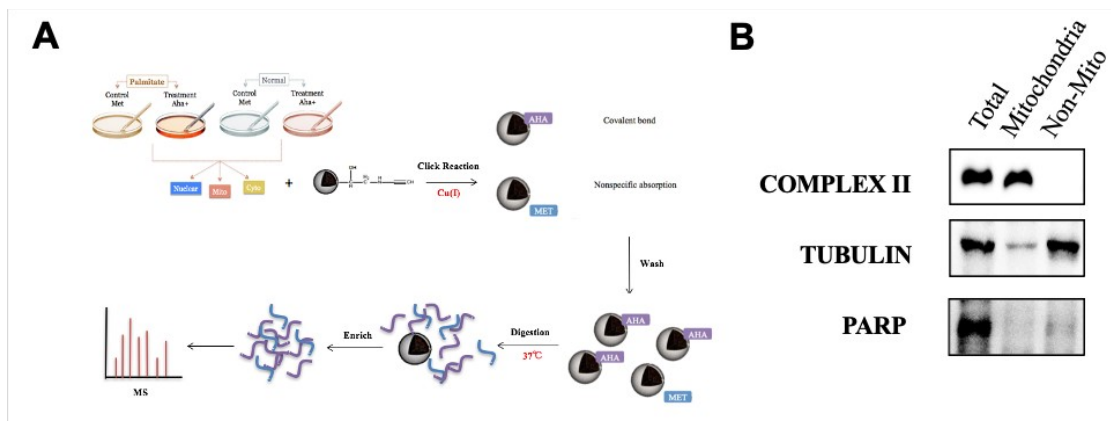 A
Palmitate
Normal
Control
Met
Treatment
Aha+
Control
Met
Treatment
Aha+
Nuclear
Mito
Cyto
+
Click Reaction
Cu(I)
AHA
Covalent bond
MET
Nonspecific absorption
Wash
AHA
AHA
AHA
MET
Digestion
37℃
Enrich
MS
B
Total
Mitochondria
Non-Mito
COMPLEX II
TUBULIN
PARP